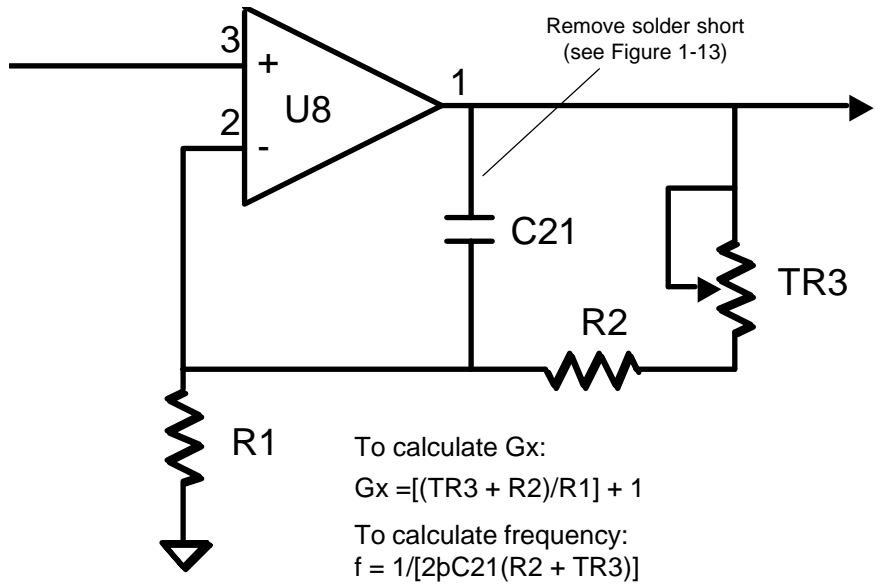 Remove solder short
(see Figure 1-13)
3
+
1
U8
2
-
C21
TR3
R2
R1
To calculate Gx:
Gx =[(TR3 + R2)/R1] + 1
To calculate frequency:
f = 1/[2þC21(R2 + TR3)]